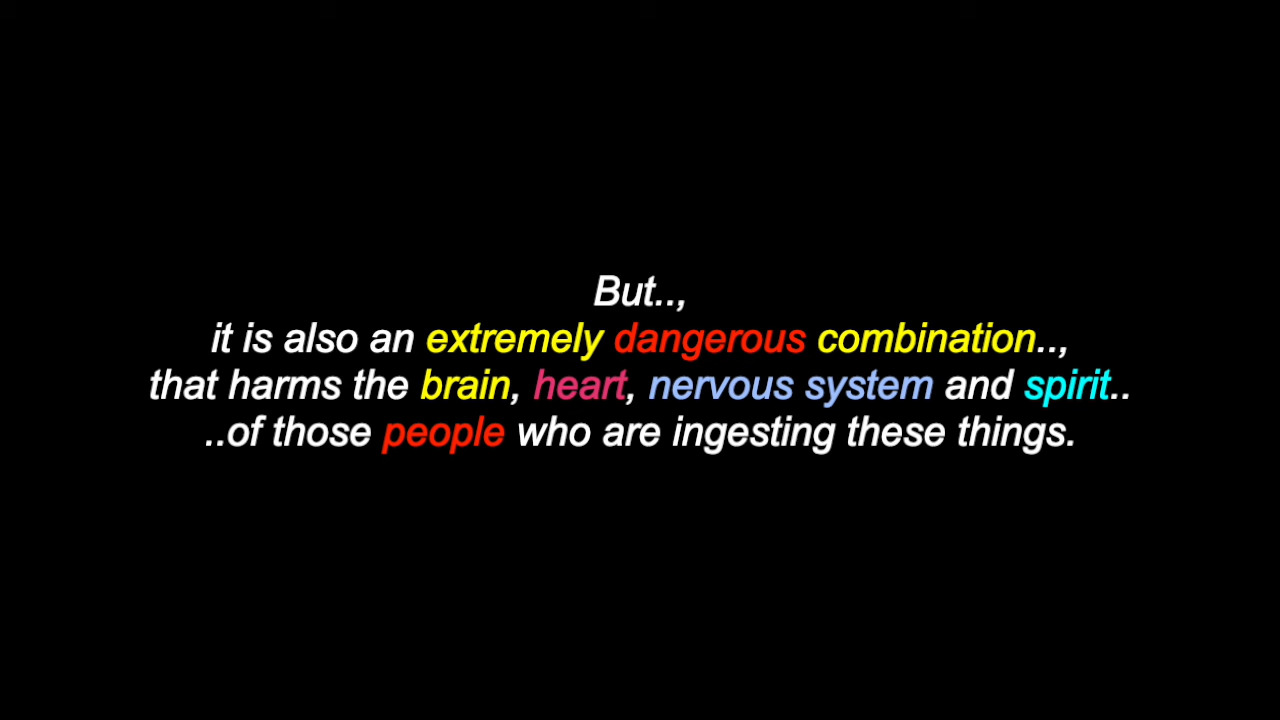 But..,
it is also an extremely dangerous combination..,
that harms the brain, heart, nervous system and spirit..
..of those people who are ingesting these things.